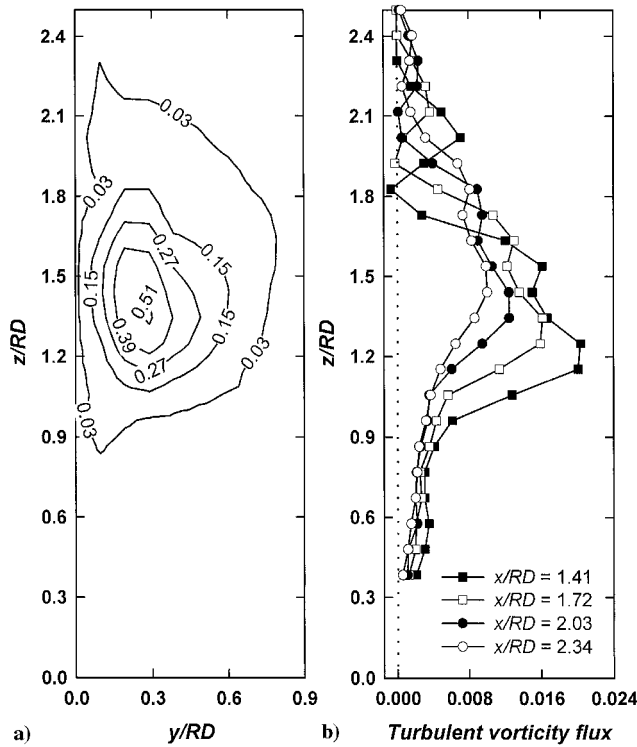 2.4
2.1
1.8
1.5
1.2
0.9
0.6
0.3
0.0
z/RD
0.03
0.03
0.15
0.27
0.15
0.51
0.39
0.15
0.27
0.03
0.03
0.0 0.3 0.6 0.9
a) y/RD
2.4
2.1
1.8
1.5
1.2
0.9
0.6
0.3
0.0
z/RD
x/RD = 1.41
x/RD = 1.72
x/RD = 2.03
x/RD = 2.34
0.000 0.008 0.016 0.024
b) Turbulent vorticity flux